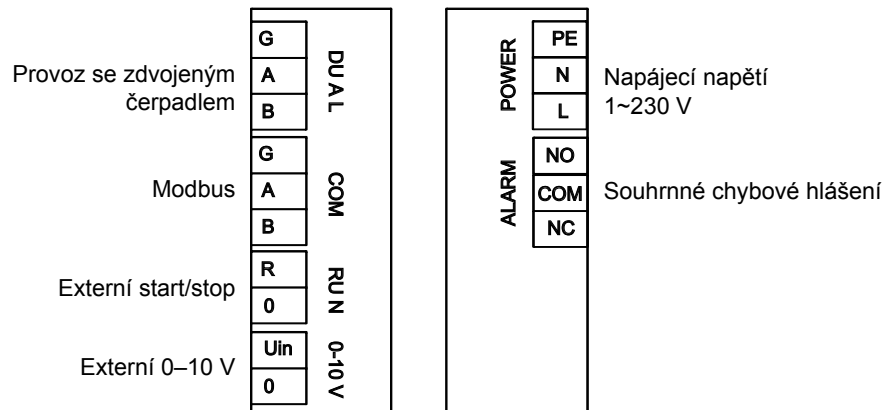 Provoz se zdvojeným
čerpadlem
G
A
B
DUAL
Modbus
G
A
B
COM
Externí start/stop
R
0
RUN
Externí 0–10 V
Uin
0
0-10 V
POWER
PE
N
L
Napájecí napětí
1~230 V
ALARM
NO
COM
NC
Souhrnné chybové hlášení